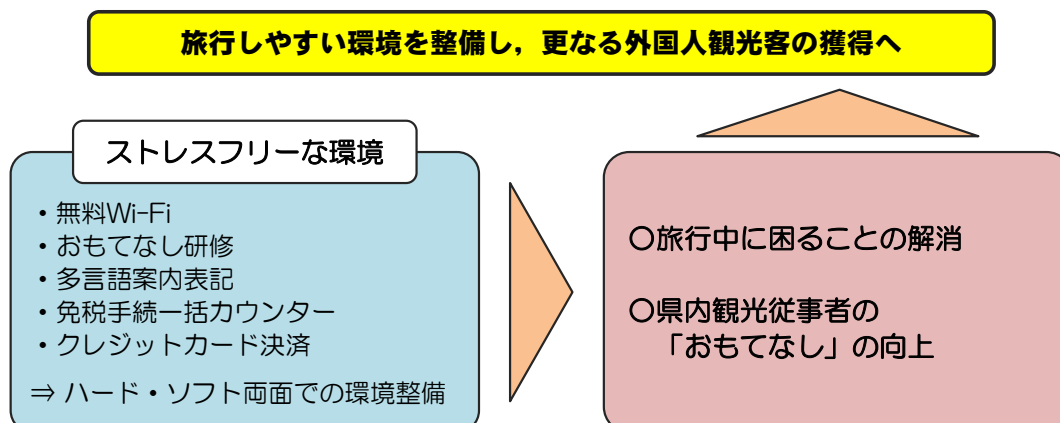 旅行しやすい環境を整備し，更なる外国人観光客の獲得へ
ストレスフリーな環境
・無料Wi-Fi
・おもてなし研修
・多言語案内表記
・免税手続一括カウンター
・クレジットカード決済
⇒ ハード・ソフト両面での環境整備
〇旅行中に困ることの解消
〇県内観光従事者の
「おもてなし」の向上